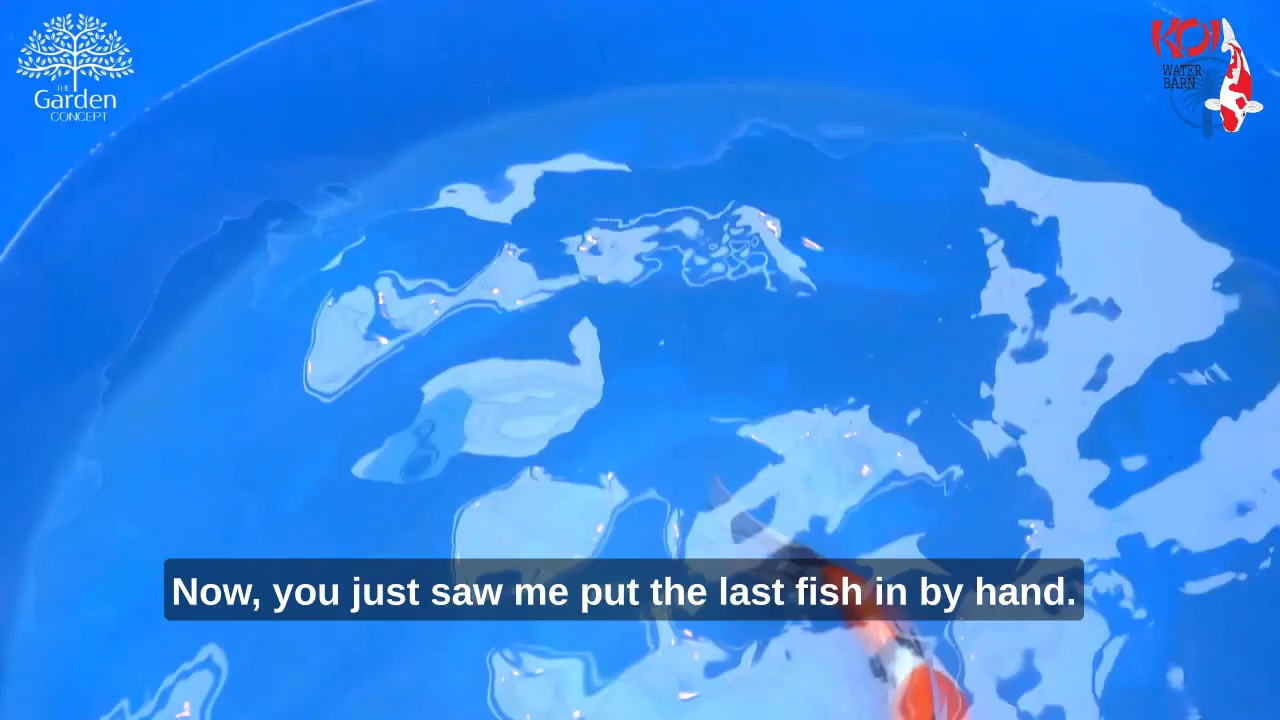 THE
Garden
CONCEPT
KOI
WATER
BARN
Now, you just saw me put the last fish in by hand.